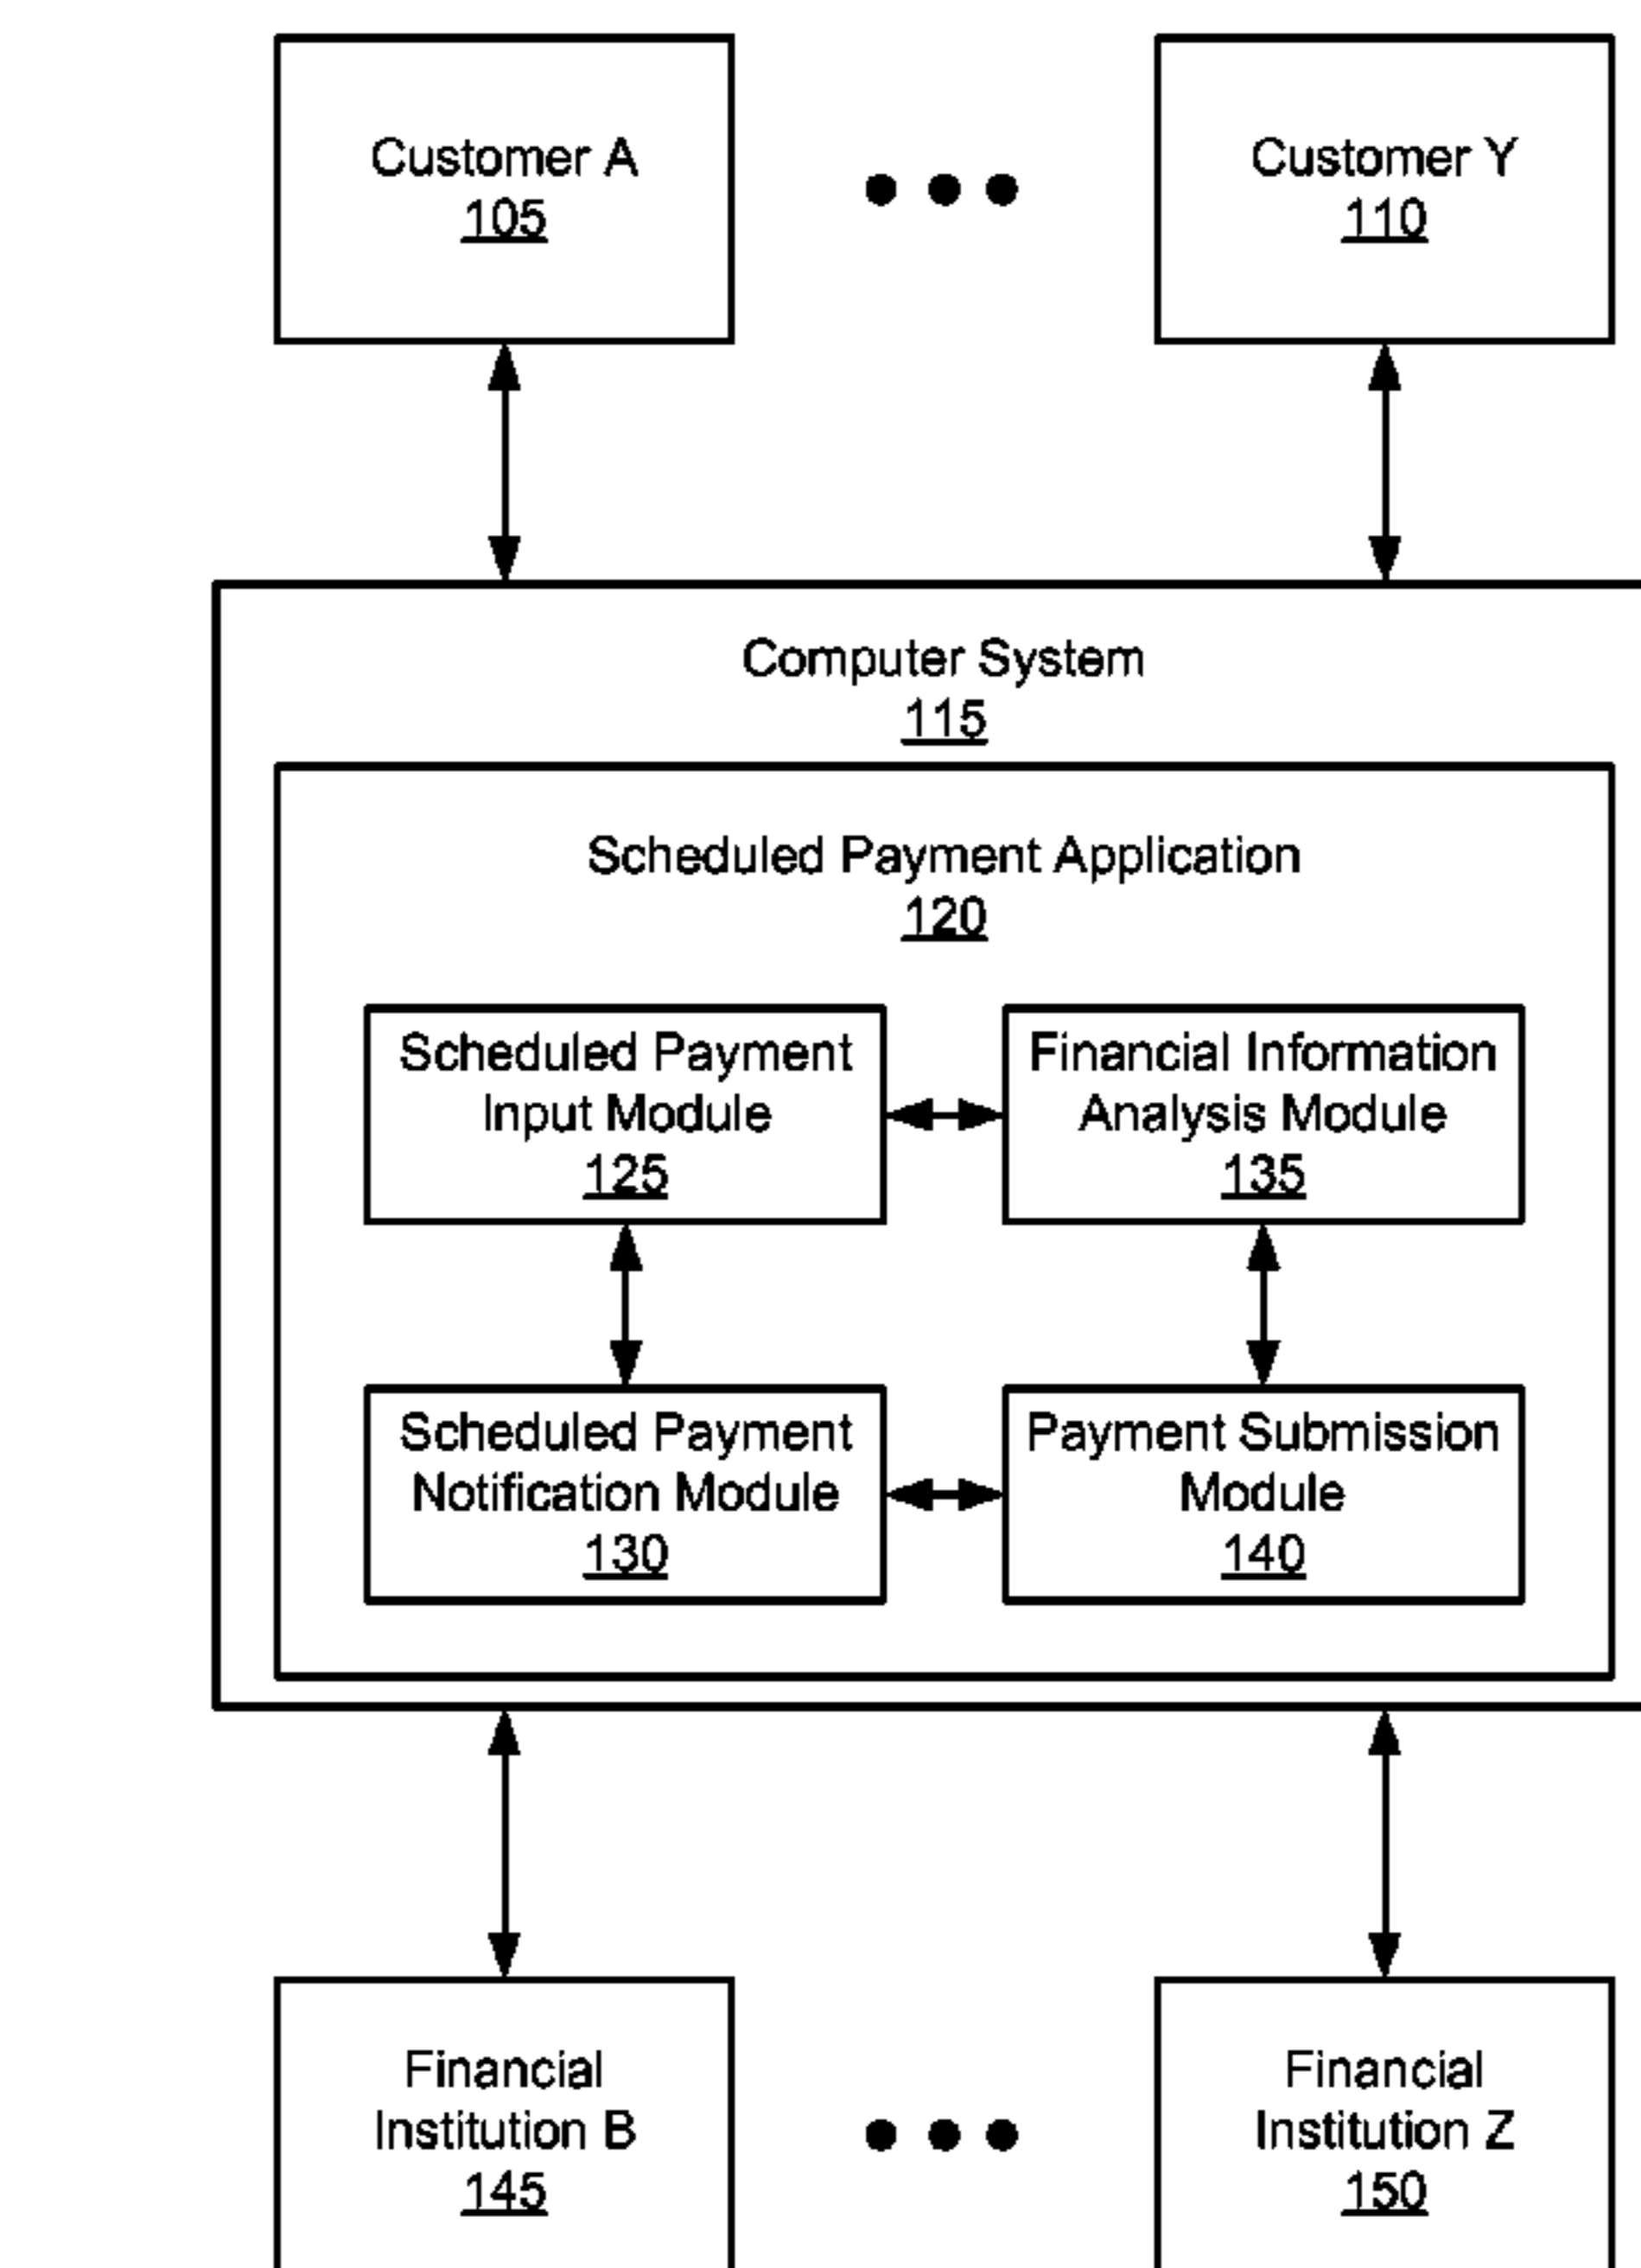 Customer A
105
Customer Y
110
Computer System
115
Scheduled Payment Application
120
Scheduled Payment
Input Module
125
Financial Information
Analysis Module
135
Scheduled Payment
Notification Module
130
Payment Submission
Module
140
Financial
Institution B
145
Financial
Institution Z
150